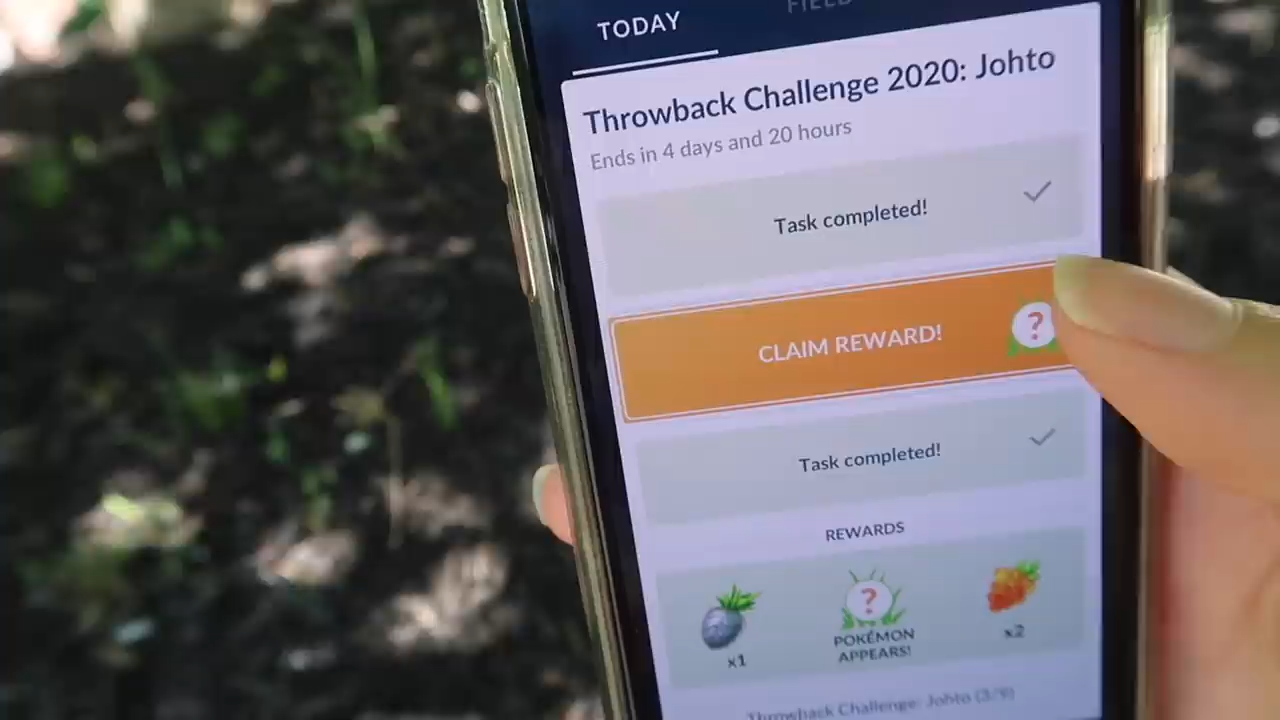 TODAY
FIELD
Throwback Challenge 2020: Johto
Ends in 4 days and 20 hours
Task completed!
CLAIM REWARD!
?
Task completed!
REWARDS
?
x1
POKÉMON
APPEARS!
x2
Throwback Challenge: Johto (3/9)